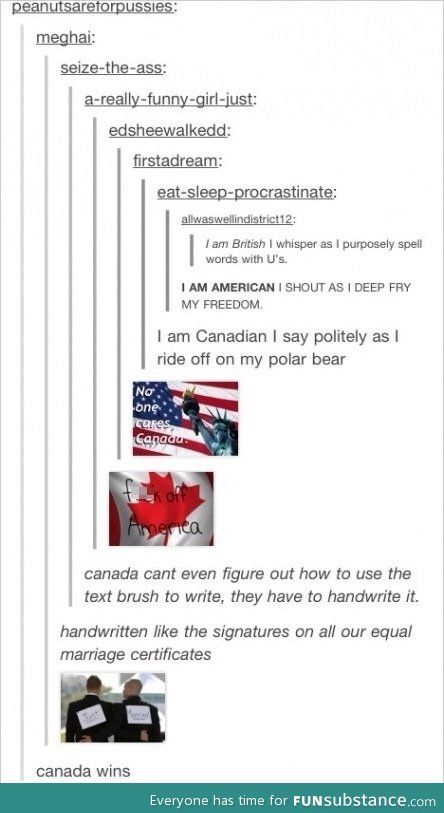 peanutsareforpussies:
meghai:
seize-the-ass:
a-really-funny-girl-just:
edsheewalkedd:
firstadream:
eat-sleep-procrastinate:
allwaswellindistrict12:
I am British I whisper as I purposely spell
words with U's.
I AM AMERICAN I SHOUT AS I DEEP FRY
MY FREEDOM.
I am Canadian I say politely as I
ride off on my polar bear
No
one
cares,
Canada.
f k off
America
canada cant even figure out how to use the
text brush to write, they have to handwrite it.
handwritten like the signatures on all our equal
marriage certificates
Just
Married
canada wins
Everyone has time for FUNsubstance.com